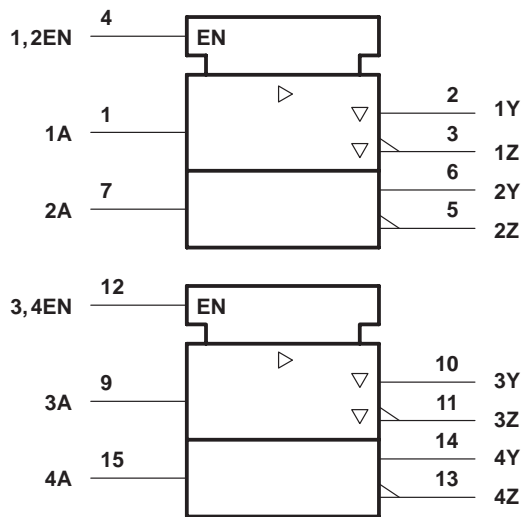 4
1,2EN EN
1 2 1Y
1A 3 1Z
7 6 2Y
2A 5 2Z
12
3,4EN EN
9 10 3Y
3A 11 3Z
15 14 4Y
4A 13 4Z